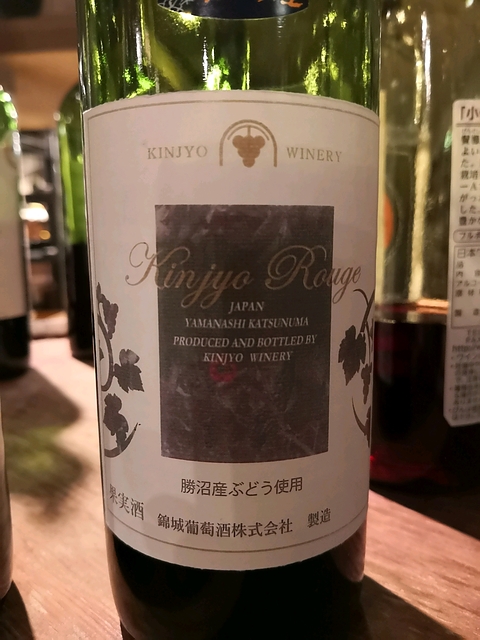 KINJYO WINERY
Kinjyo Rouge
JAPAN
YAMANASHI KATSUNUMA
PRODUCED AND BOTTLED BY
KINJYO WINERY
勝沼産ぶどう使用
果実酒 錦城葡萄酒株式会社 製造
「小